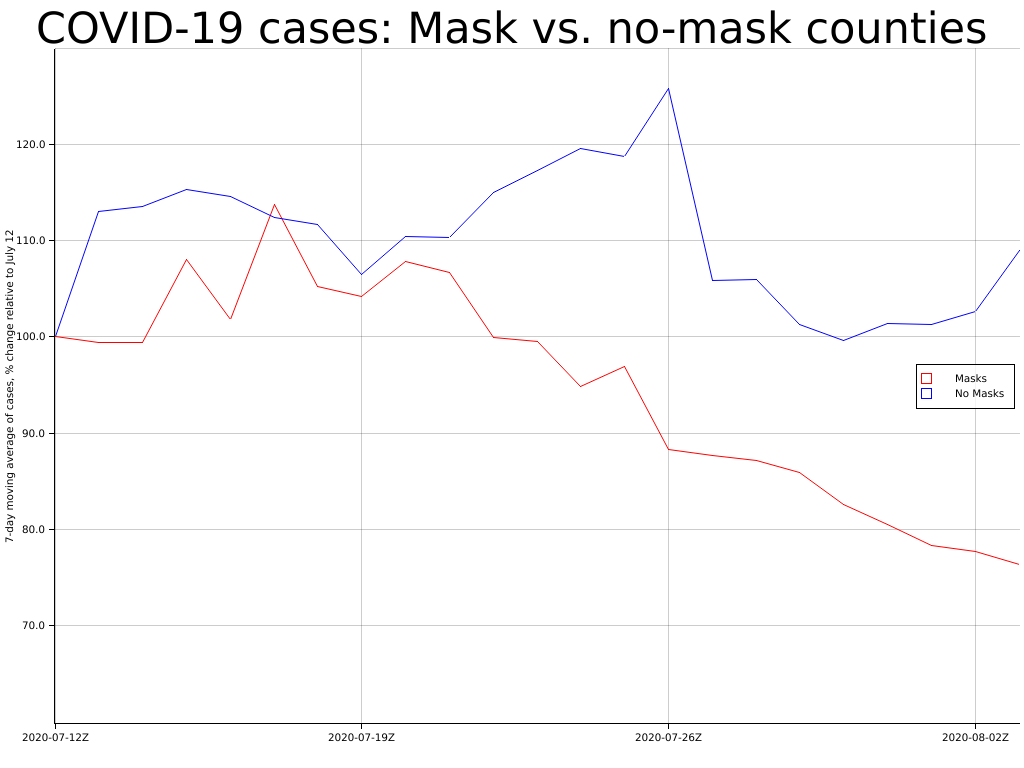 COVID-19 cases: Mask vs. no-mask counties
7-day moving average of cases, % change relative to July 12
120.0
110.0
100.0
90.0
80.0
70.0
Masks
No Masks
2020-07-12Z
2020-07-19Z
2020-07-26Z
2020-08-02Z